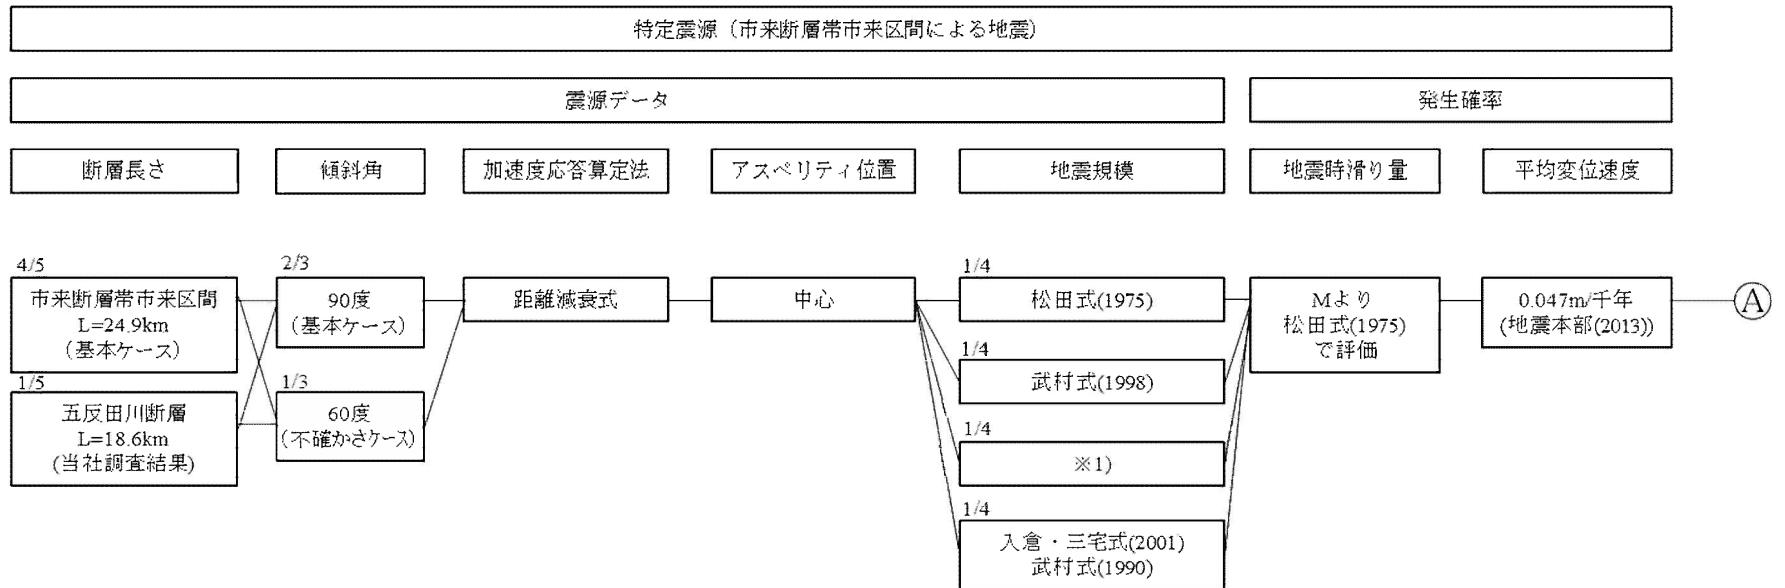 特定震源（市来断層帯市来区間による地震）
震源データ
発生確率
断層長さ
傾斜角
加速度応答算定法
アスペリティ位置
地震規模
地震時滑り量
平均変位速度
4/5
市来断層帯市来区間
L=24.9km
（基本ケース）
1/5
五反田川断層
L=18.6km
(当社調査結果)
2/3
90度
（基本ケース）
1/3
60度
(不確かさケース)
距離減衰式
中心
1/4
松田式(1975)
1/4
武村式(1998)
1/4
※1)
1/4
入倉・三宅式(2001)
武村式(1990)
Mより
松田式(1975)
で評価
0.047m/千年
(地震本部(2013))
A